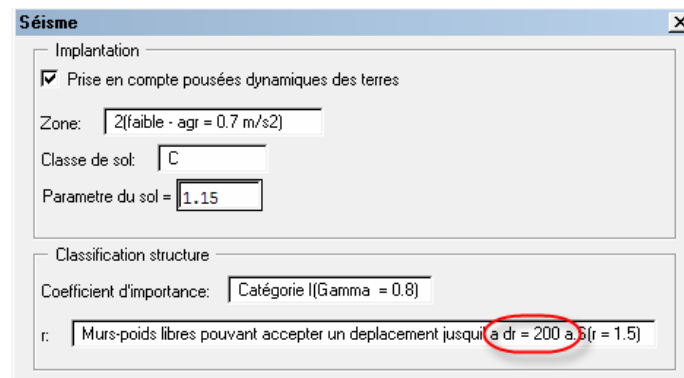 Séisme
Implantation
Prise en compte pousées dynamiques des terres
Zone: 2(faible - agr = 0.7 m/s2)
Classe de sol: C
Parametre du sol = 1.15
Classification structure
Coefficient d'importance: Catégorie I(Gamma = 0.8)
r: Murs-poids libres pouvant accepter un deplacement jusqu'a dr = 200 a.S(r = 1.5)